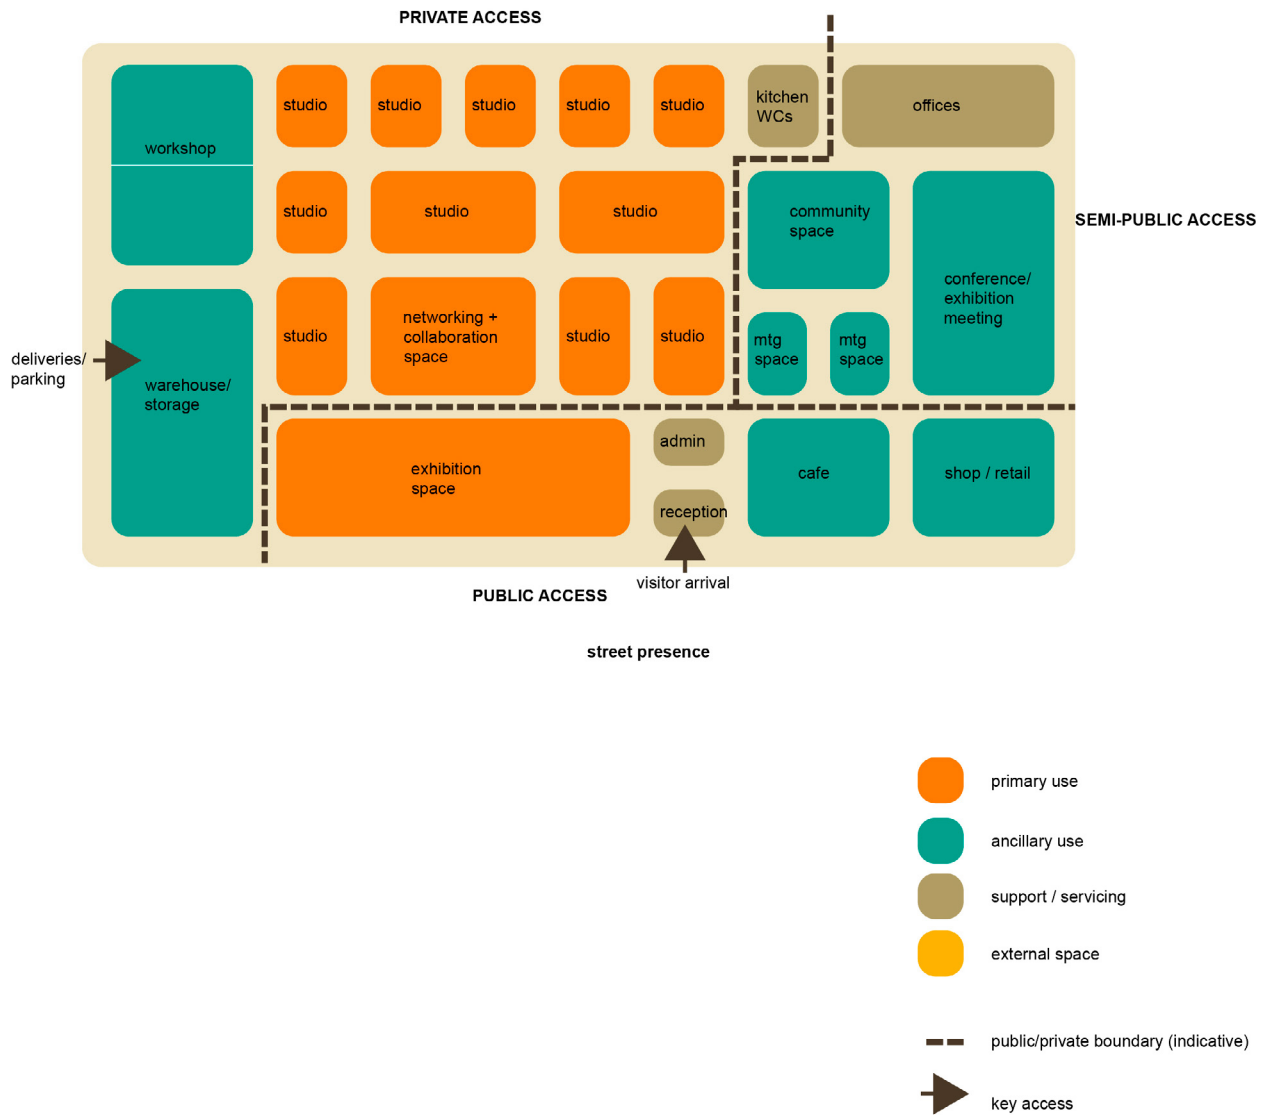 PRIVATE ACCESS
studio
studio
studio
studio
studio
kitchen
WCs
offices
workshop
studio
studio
studio
community
space
SEMI-PUBLIC ACCESS
conference/
exhibition
meeting
studio
networking +
collaboration
space
studio
studio
mtg
space
mtg
space
deliveries/
parking
warehouse/
storage
exhibition
space
admin
cafe
shop / retail
reception
visitor arrival
PUBLIC ACCESS
street presence
primary use
ancillary use
support / servicing
external space
public/private boundary (indicative)
key access